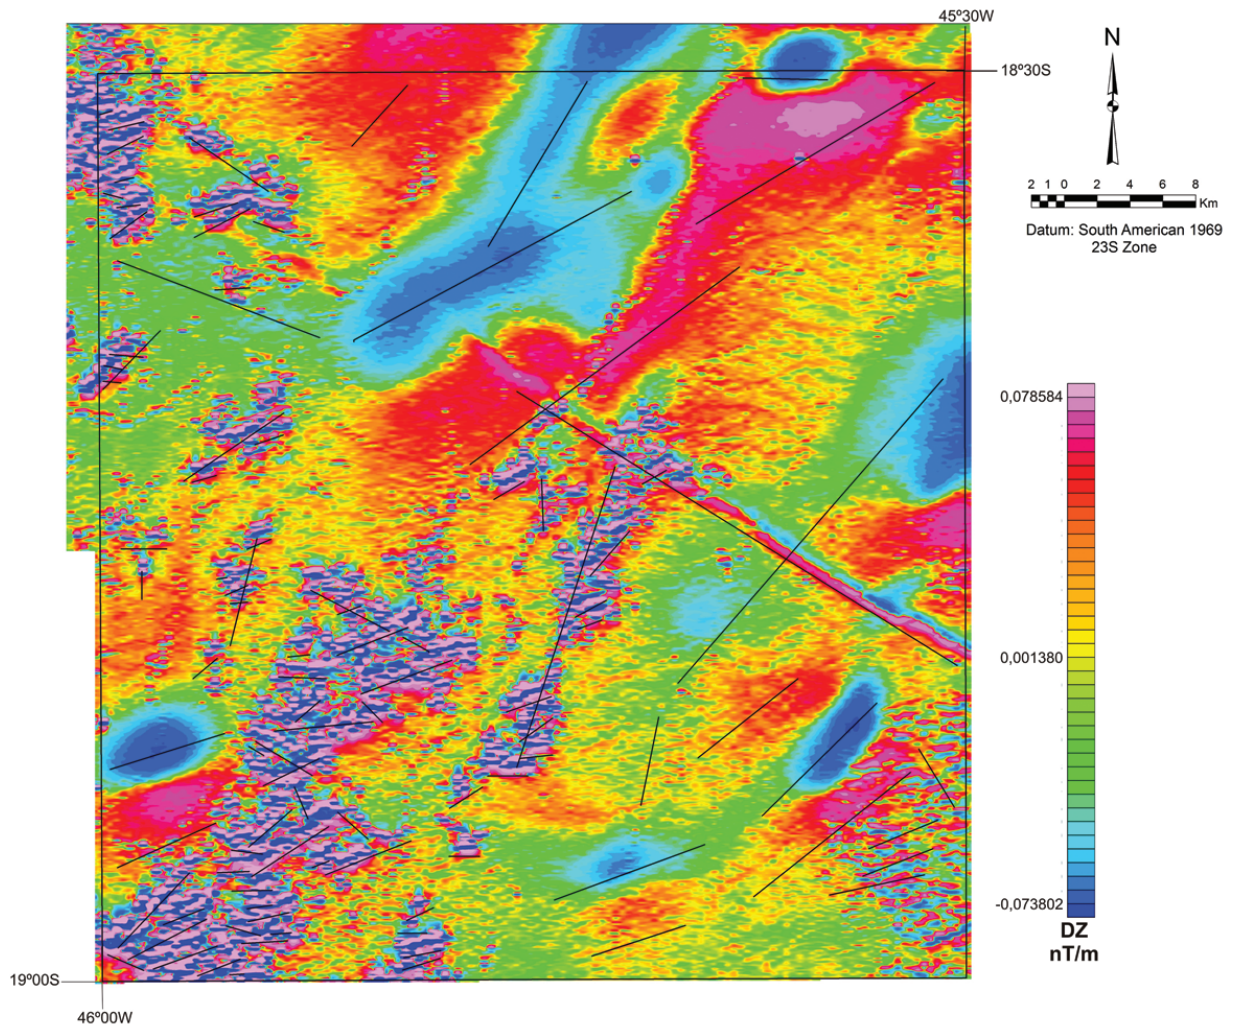 45º30W
N
18º30S
2 1 0 2 4 6 8
Km
Datum: South American 1969
23S Zone
0,078584
0,001380
-0,073802
DZ
nT/m
19º00S
46º00W